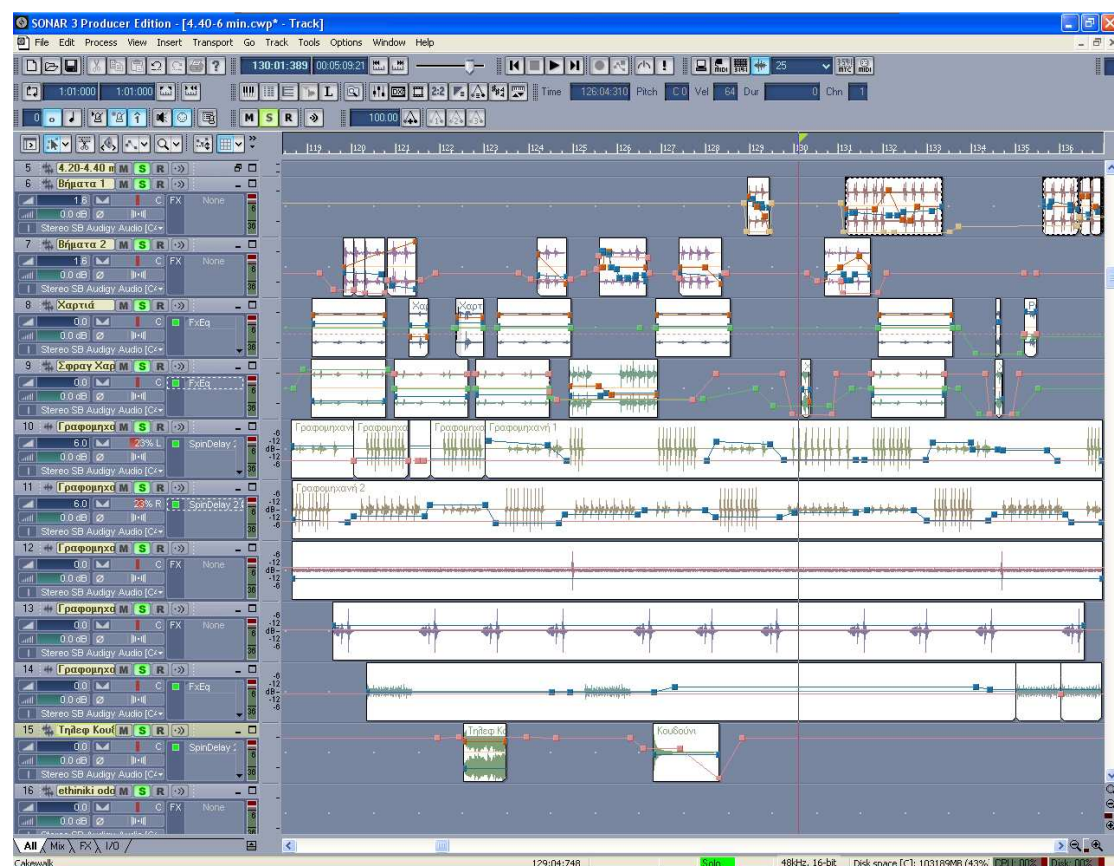 SONAR 3 Producer Edition - [4.40-6 min.cwp* - Track]
File Edit Process View Insert Transport Go Track Tools Options Window Help
130:01:389 00:05:09:21 25
1:01:000 1:01:000 Time 126:04:310 Pitch C 0 Vel 64 Dur 0 Chn 1
0 M S R 100.00
119 120 121 122 123 124 125 126 127 128 129 130 131 132 133 134 135 136
5 4.20-4.40 M S R
6 Βήματα 1 M S R
1.6 C FX None
0.0 dB
Stereo SB Audigy Audio [C
7 Βήματα 2 M S R
1.6 C FX None
0.0 dB
Stereo SB Audigy Audio [C
8 Χαρτιά M S R
0.0 C FxEq
0.0 dB
Stereo SB Audigy Audio [C
9 Σφραγ Χαρ M S R
0.0 C FxEq
0.0 dB
Stereo SB Audigy Audio [C
10 Γραφομηχα M S R Γραφομηχανή 1
6.0 23% L SpinDelay
0.0 dB
Stereo SB Audigy Audio [C
11 Γραφομηχα M S R Γραφομηχανή 2
6.0 23% R SpinDelay 2
0.0 dB
Stereo SB Audigy Audio [C
12 Γραφομηχα M S R
0.0 C FX None
0.0 dB
Stereo SB Audigy Audio [C
13 Γραφομηχα M S R
0.0 C FX None
0.0 dB
Stereo SB Audigy Audio [C
14 Γραφομηχα M S R
0.0 C FxEq
0.0 dB
Stereo SB Audigy Audio [C
15 Τηλεφ Κου M S R Τηλεφ Κ Κουδούνι
0.0 C SpinDelay
0.0 dB
Stereo SB Audigy Audio [C
16 ethiniki odo M S R
0.0 C FX None
0.0 dB
All Mix FX I/O
Cakewalk 129:04:748 Solo 48kHz, 16-bit Disk space [C]: 103189MB (43%) CPU: 00% Disk: 00%